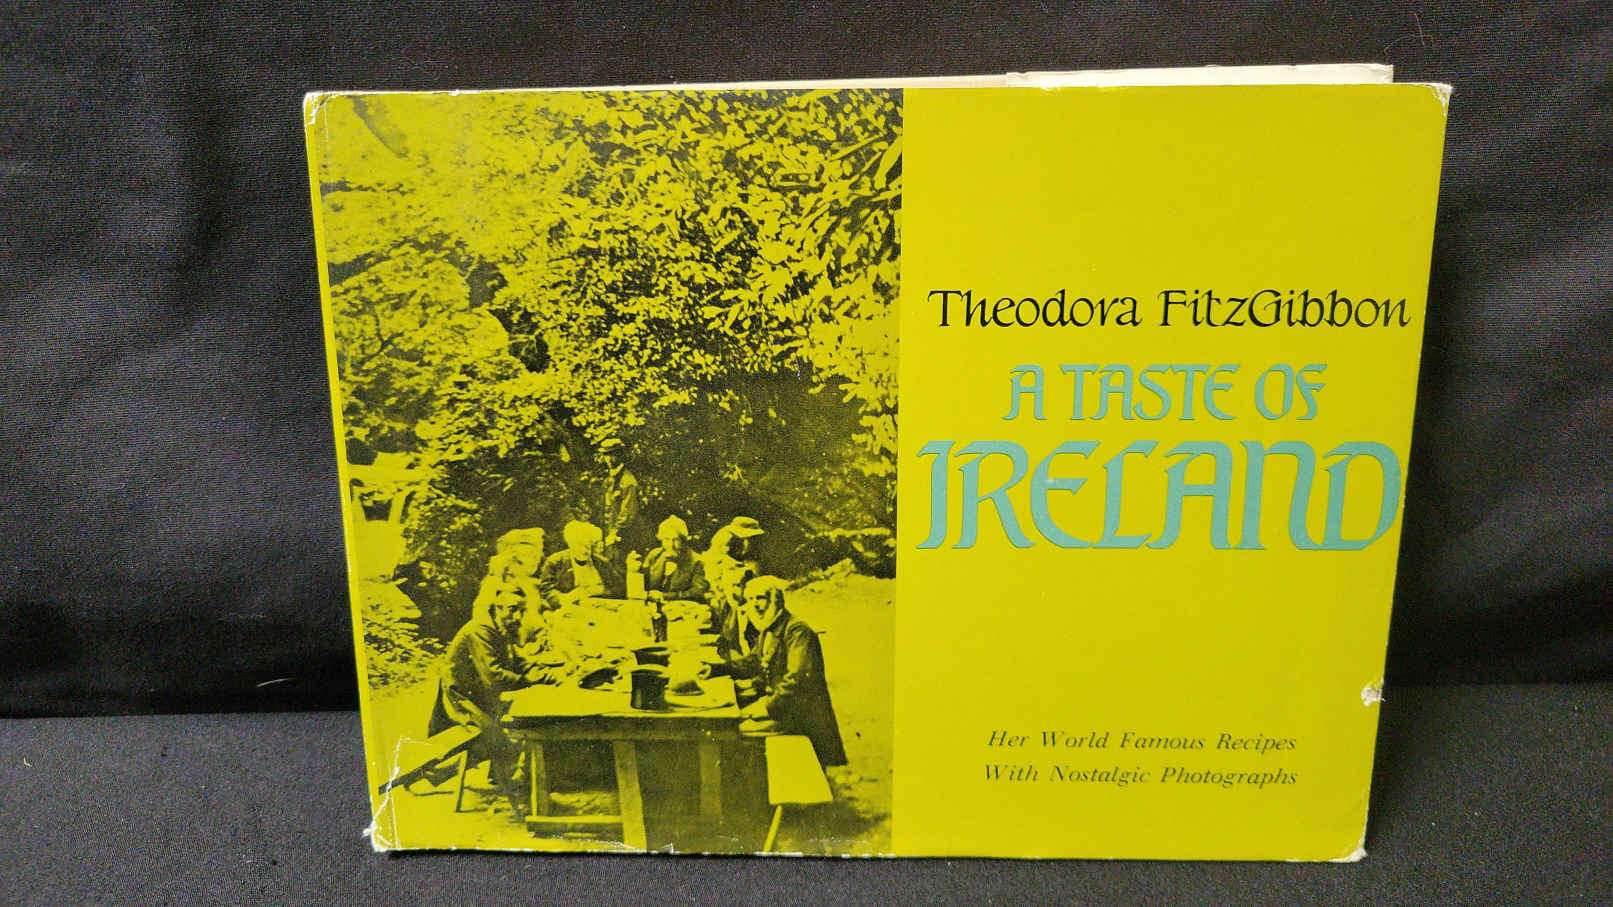 Theodora FitzGibbon
A TASTE OF
IRELAND
Her World Famous Recipes
With Nostalgic Photographs